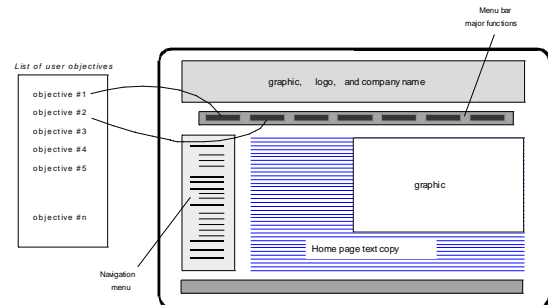 Menu bar
major functions
List of user objectives
graphic, logo, and company name
objective #1
objective #2
objective #3
objective #4
objective #5
graphic
objective #n
Home page text copy
Navigation
menu